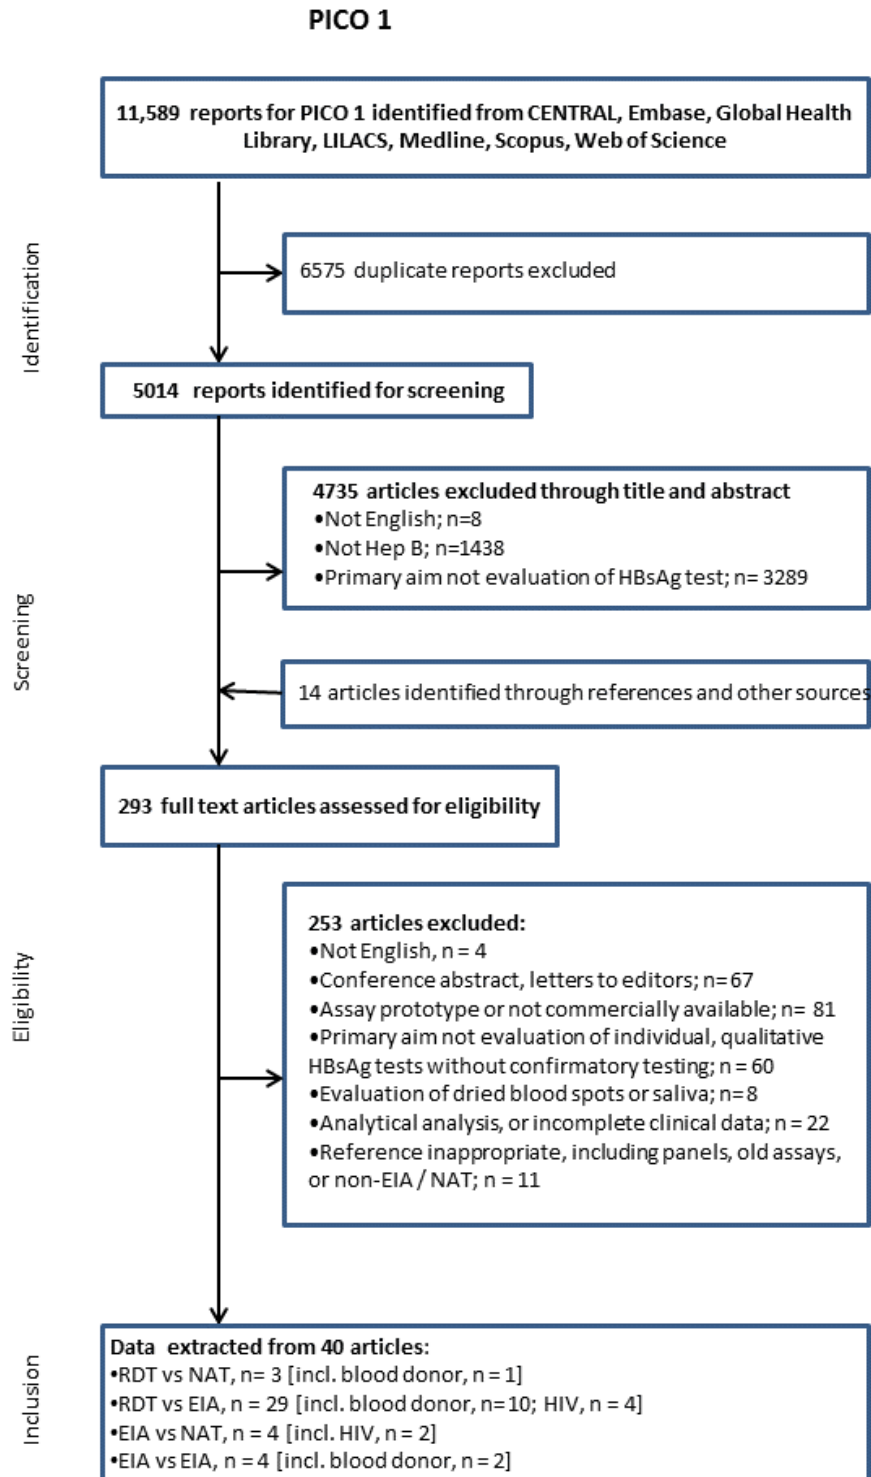 PICO 1
11,589 reports for PICO 1 identified from CENTRAL, Embase, Global Health
Library, LILACS, Medline, Scopus, Web of Science
Identification
6575 duplicate reports excluded
5014 reports identified for screening
Screening
4735 articles excluded through title and abstract
•Not English; n=8
•Not Hep B; n=1438
•Primary aim not evaluation of HBsAg test; n= 3289
14 articles identified through references and other sources
293 full text articles assessed for eligibility
Eligibility
253 articles excluded:
•Not English, n = 4
•Conference abstract, letters to editors; n= 67
•Assay prototype or not commercially available; n= 81
•Primary aim not evaluation of individual, qualitative
HBsAg tests without confirmatory testing; n = 60
•Evaluation of dried blood spots or saliva; n=8
•Analytical analysis, or incomplete clinical data; n = 22
•Reference inappropriate, including panels, old assays,
or non-EIA / NAT; n = 11
Inclusion
Data extracted from 40 articles:
•RDT vs NAT, n= 3 [incl. blood donor, n = 1]
•RDT vs EIA, n = 29 [incl. blood donor, n=10; HIV, n = 4]
•EIA vs NAT, n = 4 [incl. HIV, n = 2]
•EIA vs EIA, n = 4 [incl. blood donor, n = 2]